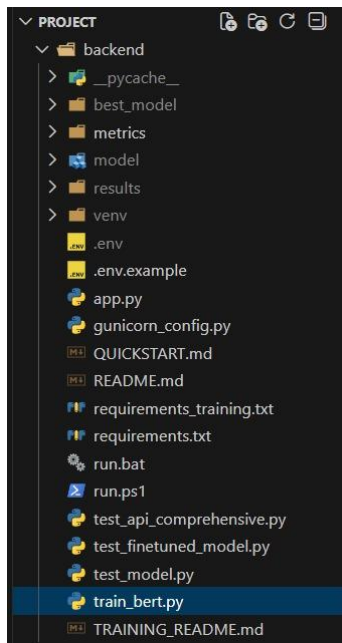 PROJECT
backend
__pycache__
best_model
metrics
model
results
venv
.env
.env.example
app.py
gunicorn_config.py
QUICKSTART.md
README.md
requirements_training.txt
requirements.txt
run.bat
run.ps1
test_api_comprehensive.py
test_finetuned_model.py
test_model.py
train_bert.py
TRAINING_README.md